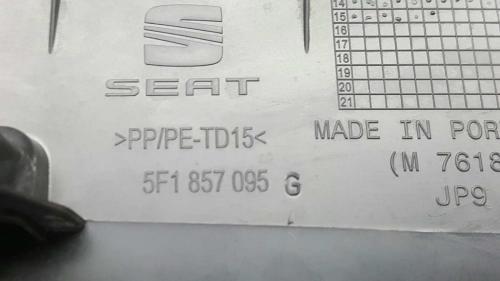 14
15
16
17
18
19
20
21
SEAT
>PP/PE-TD15<
MADE IN POR
5F1 857 095 G
(M 7618
JP9